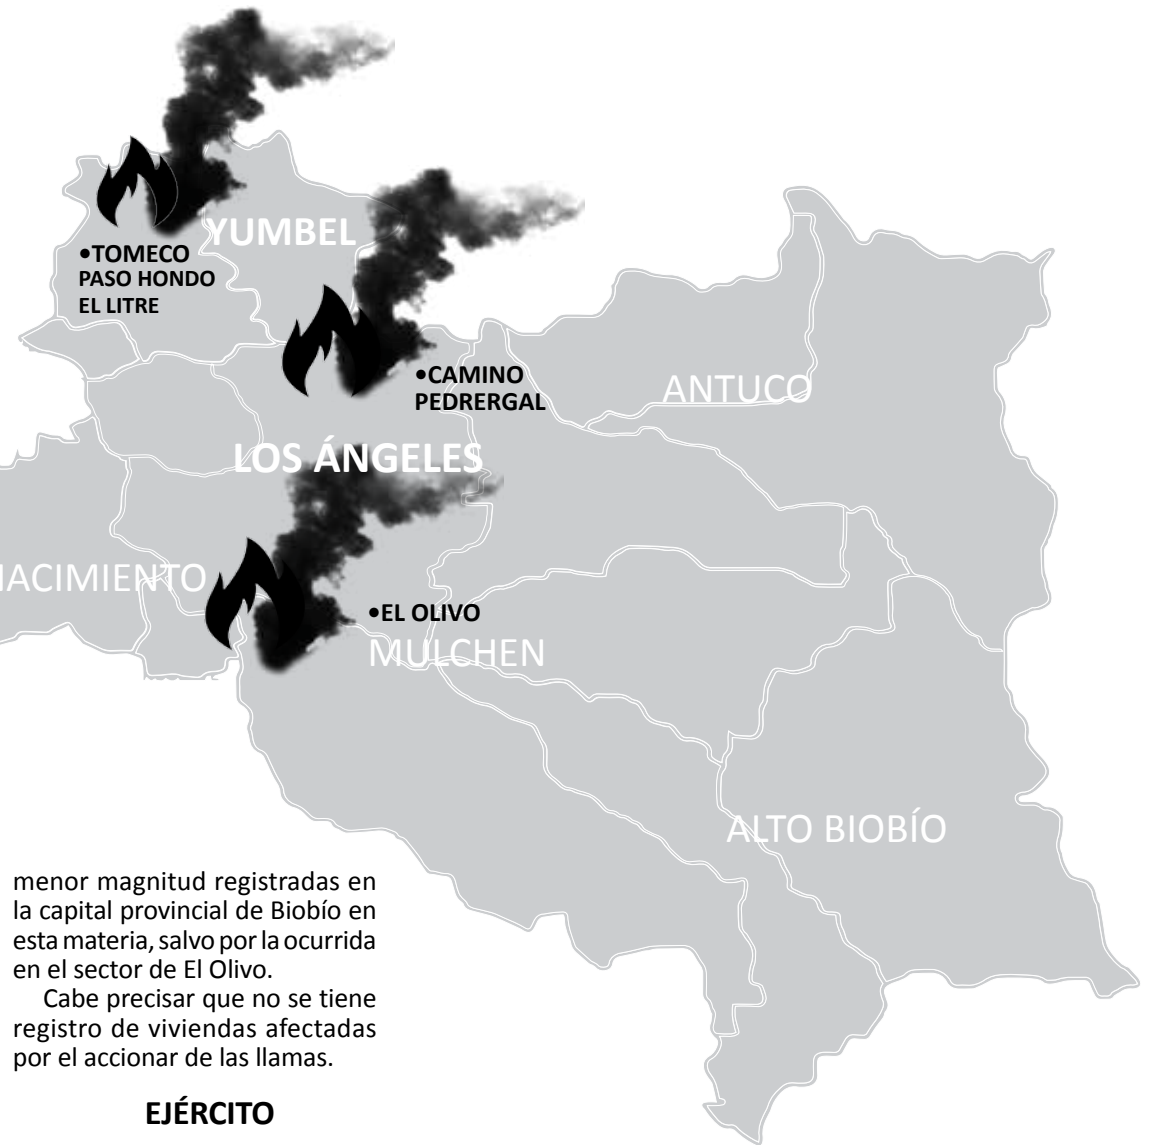 YUMBEL
•TOMECO
PASO HONDO
EL LITRE
•CAMINO
PEDRERGAL
ANTUCO
LOS ÁNGELES
NACIMIENTO
•EL OLIVO
MULCHEN
ALTO BIOBÍO
menor magnitud registradas en
la capital provincial de Biobío en
esta materia, salvo por la ocurrida
en el sector de El Olivo.
Cabe precisar que no se tiene
registro de viviendas afectadas
por el accionar de las llamas.
EJÉRCITO